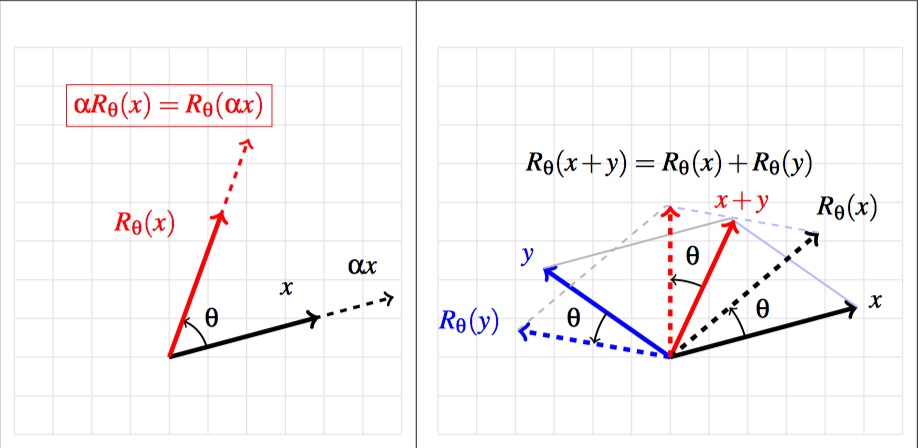 αR_θ(x) = R_θ(αx)
R_θ(x)
αx
x
θ
R_θ(x+y) = R_θ(x) + R_θ(y)
x+y
R_θ(x)
y
θ
x
θ
R_θ(y)
θ